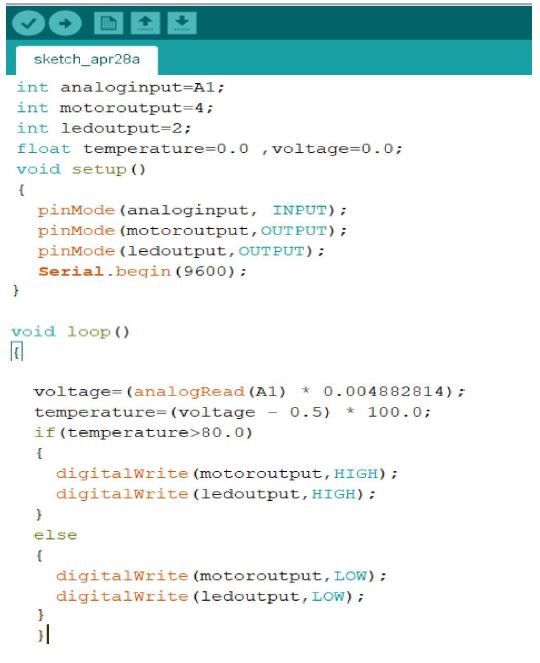 sketch_apr28a
int analoginput=A1;
int motoroutput=4;
int ledoutput=2;
float temperature=0.0 ,voltage=0.0;
void setup()
{
pinMode(analoginput, INPUT);
pinMode(motoroutput,OUTPUT);
pinMode(ledoutput,OUTPUT);
Serial.begin(9600);
}
void loop()
{
voltage=(analogRead(A1) * 0.004882814);
temperature=(voltage - 0.5) * 100.0;
if(temperature>80.0)
{
digitalWrite(motoroutput,HIGH);
digitalWrite(ledoutput,HIGH);
}
else
{
digitalWrite(motoroutput,LOW);
digitalWrite(ledoutput,LOW);
}
}